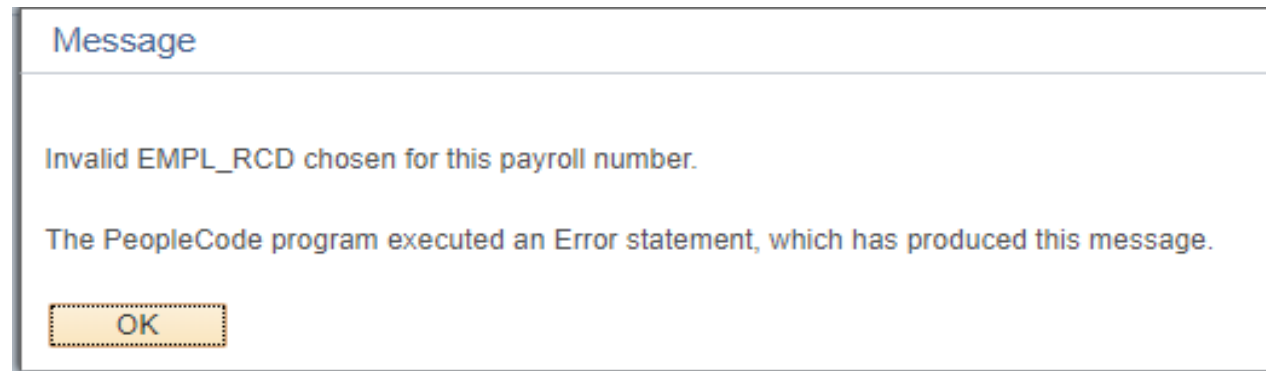 Message
Invalid EMPL_RCD chosen for this payroll number.
The PeopleCode program executed an Error statement, which has produced this message.
OK